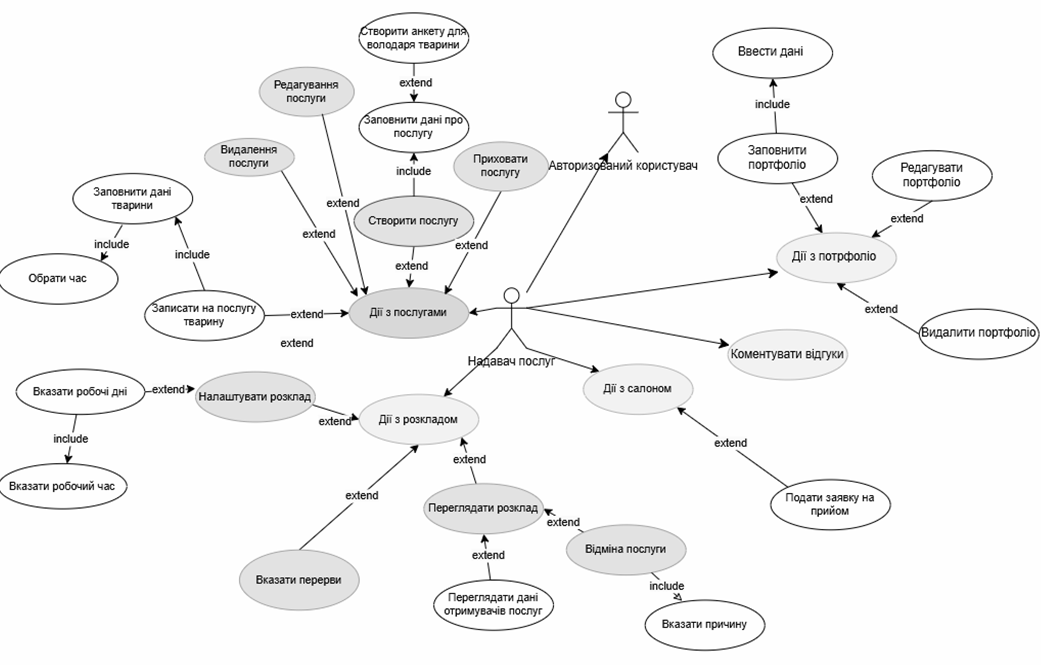 Створити анкету для
володаря тварини
Ввести дані
extend
Редагування
послуги
include
Заповнити дані про
послугу
Видалення
послуги
Приховати
послугу
Авторизований користувач
Заповнити
портфоліо
Редагувати
портфоліо
include
Заповнити дані
тварини
extend
extend
extend
Створити послугу
extend
extend
include
include
extend
Дії з потрфоліо
Обрати час
Записати на послугу
тварину
extend
Дії з послугами
extend
Видалити портфоліо
extend
Коментувати відгуки
Надавач послуг
Вказати робочі дні
extend
Налаштувати розклад
Дії з салоном
extend
Дії з розкладом
include
extend
extend
Вказати робочий час
extend
Переглядати розклад
Подати заявку на
прийом
extend
Відміна послуги
extend
Вказати перерви
include
Переглядати дані
отримувачів послуг
Вказати причину